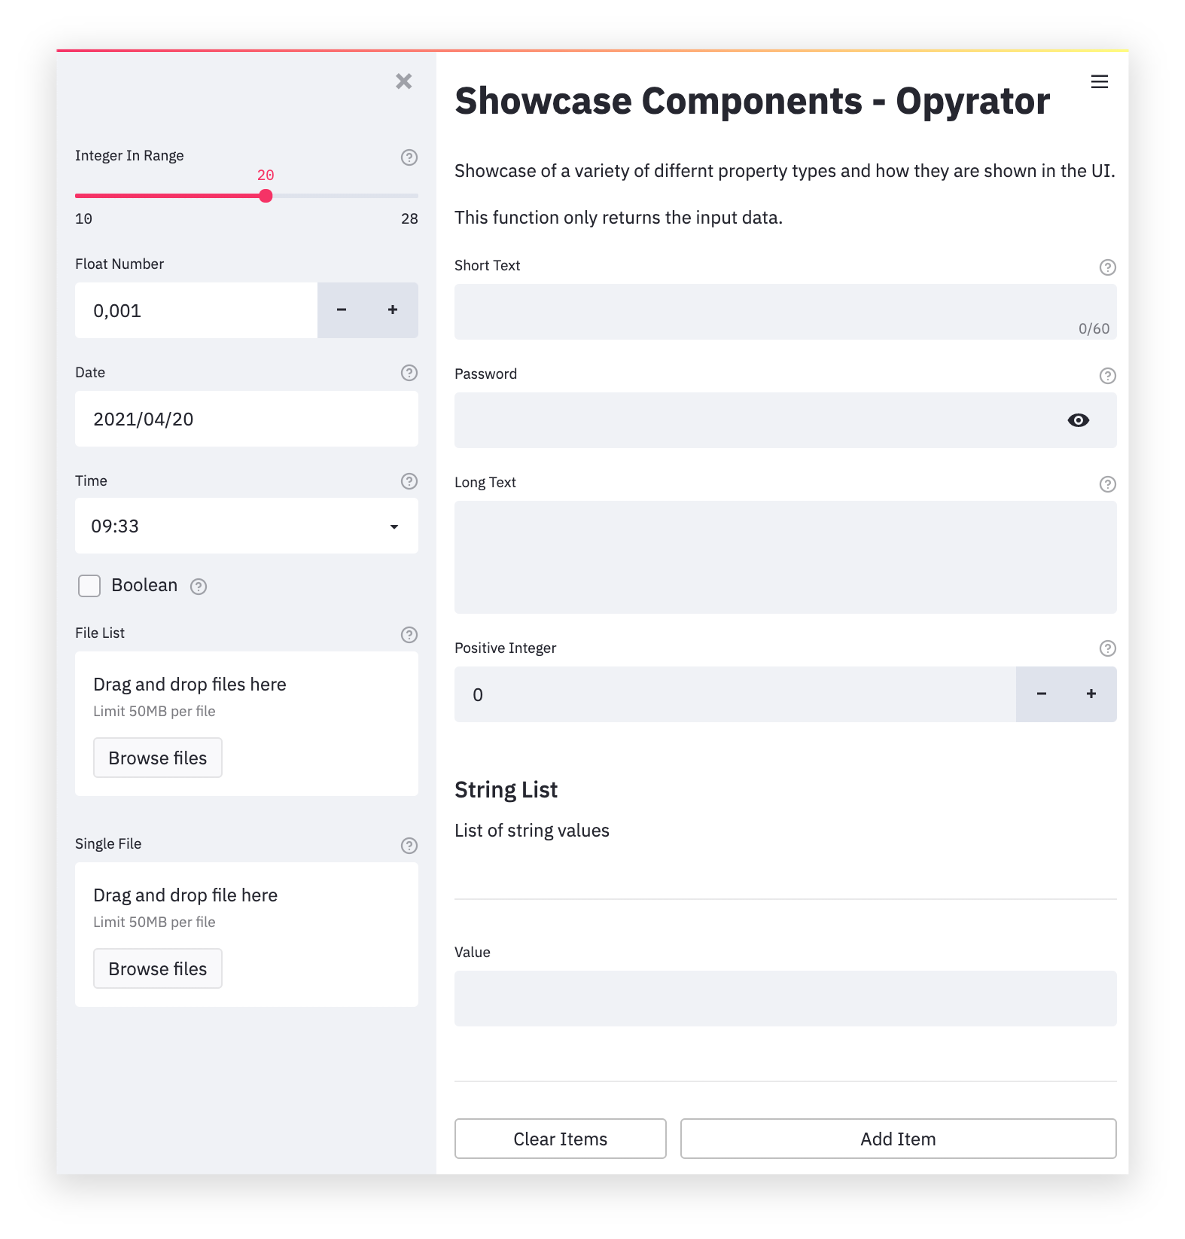 Integer In Range
20
10
28
Float Number
0,001
Date
2021/04/20
Time
09:33
Boolean
File List
Drag and drop files here
Limit 50MB per file
Browse files
Single File
Drag and drop file here
Limit 50MB per file
Browse files
Showcase Components - Opyrator
Showcase of a variety of differnt property types and how they are shown in the UI.
This function only returns the input data.
Short Text
0/60
Password
Long Text
Positive Integer
0
String List
List of string values
Value
Clear Items
Add Item